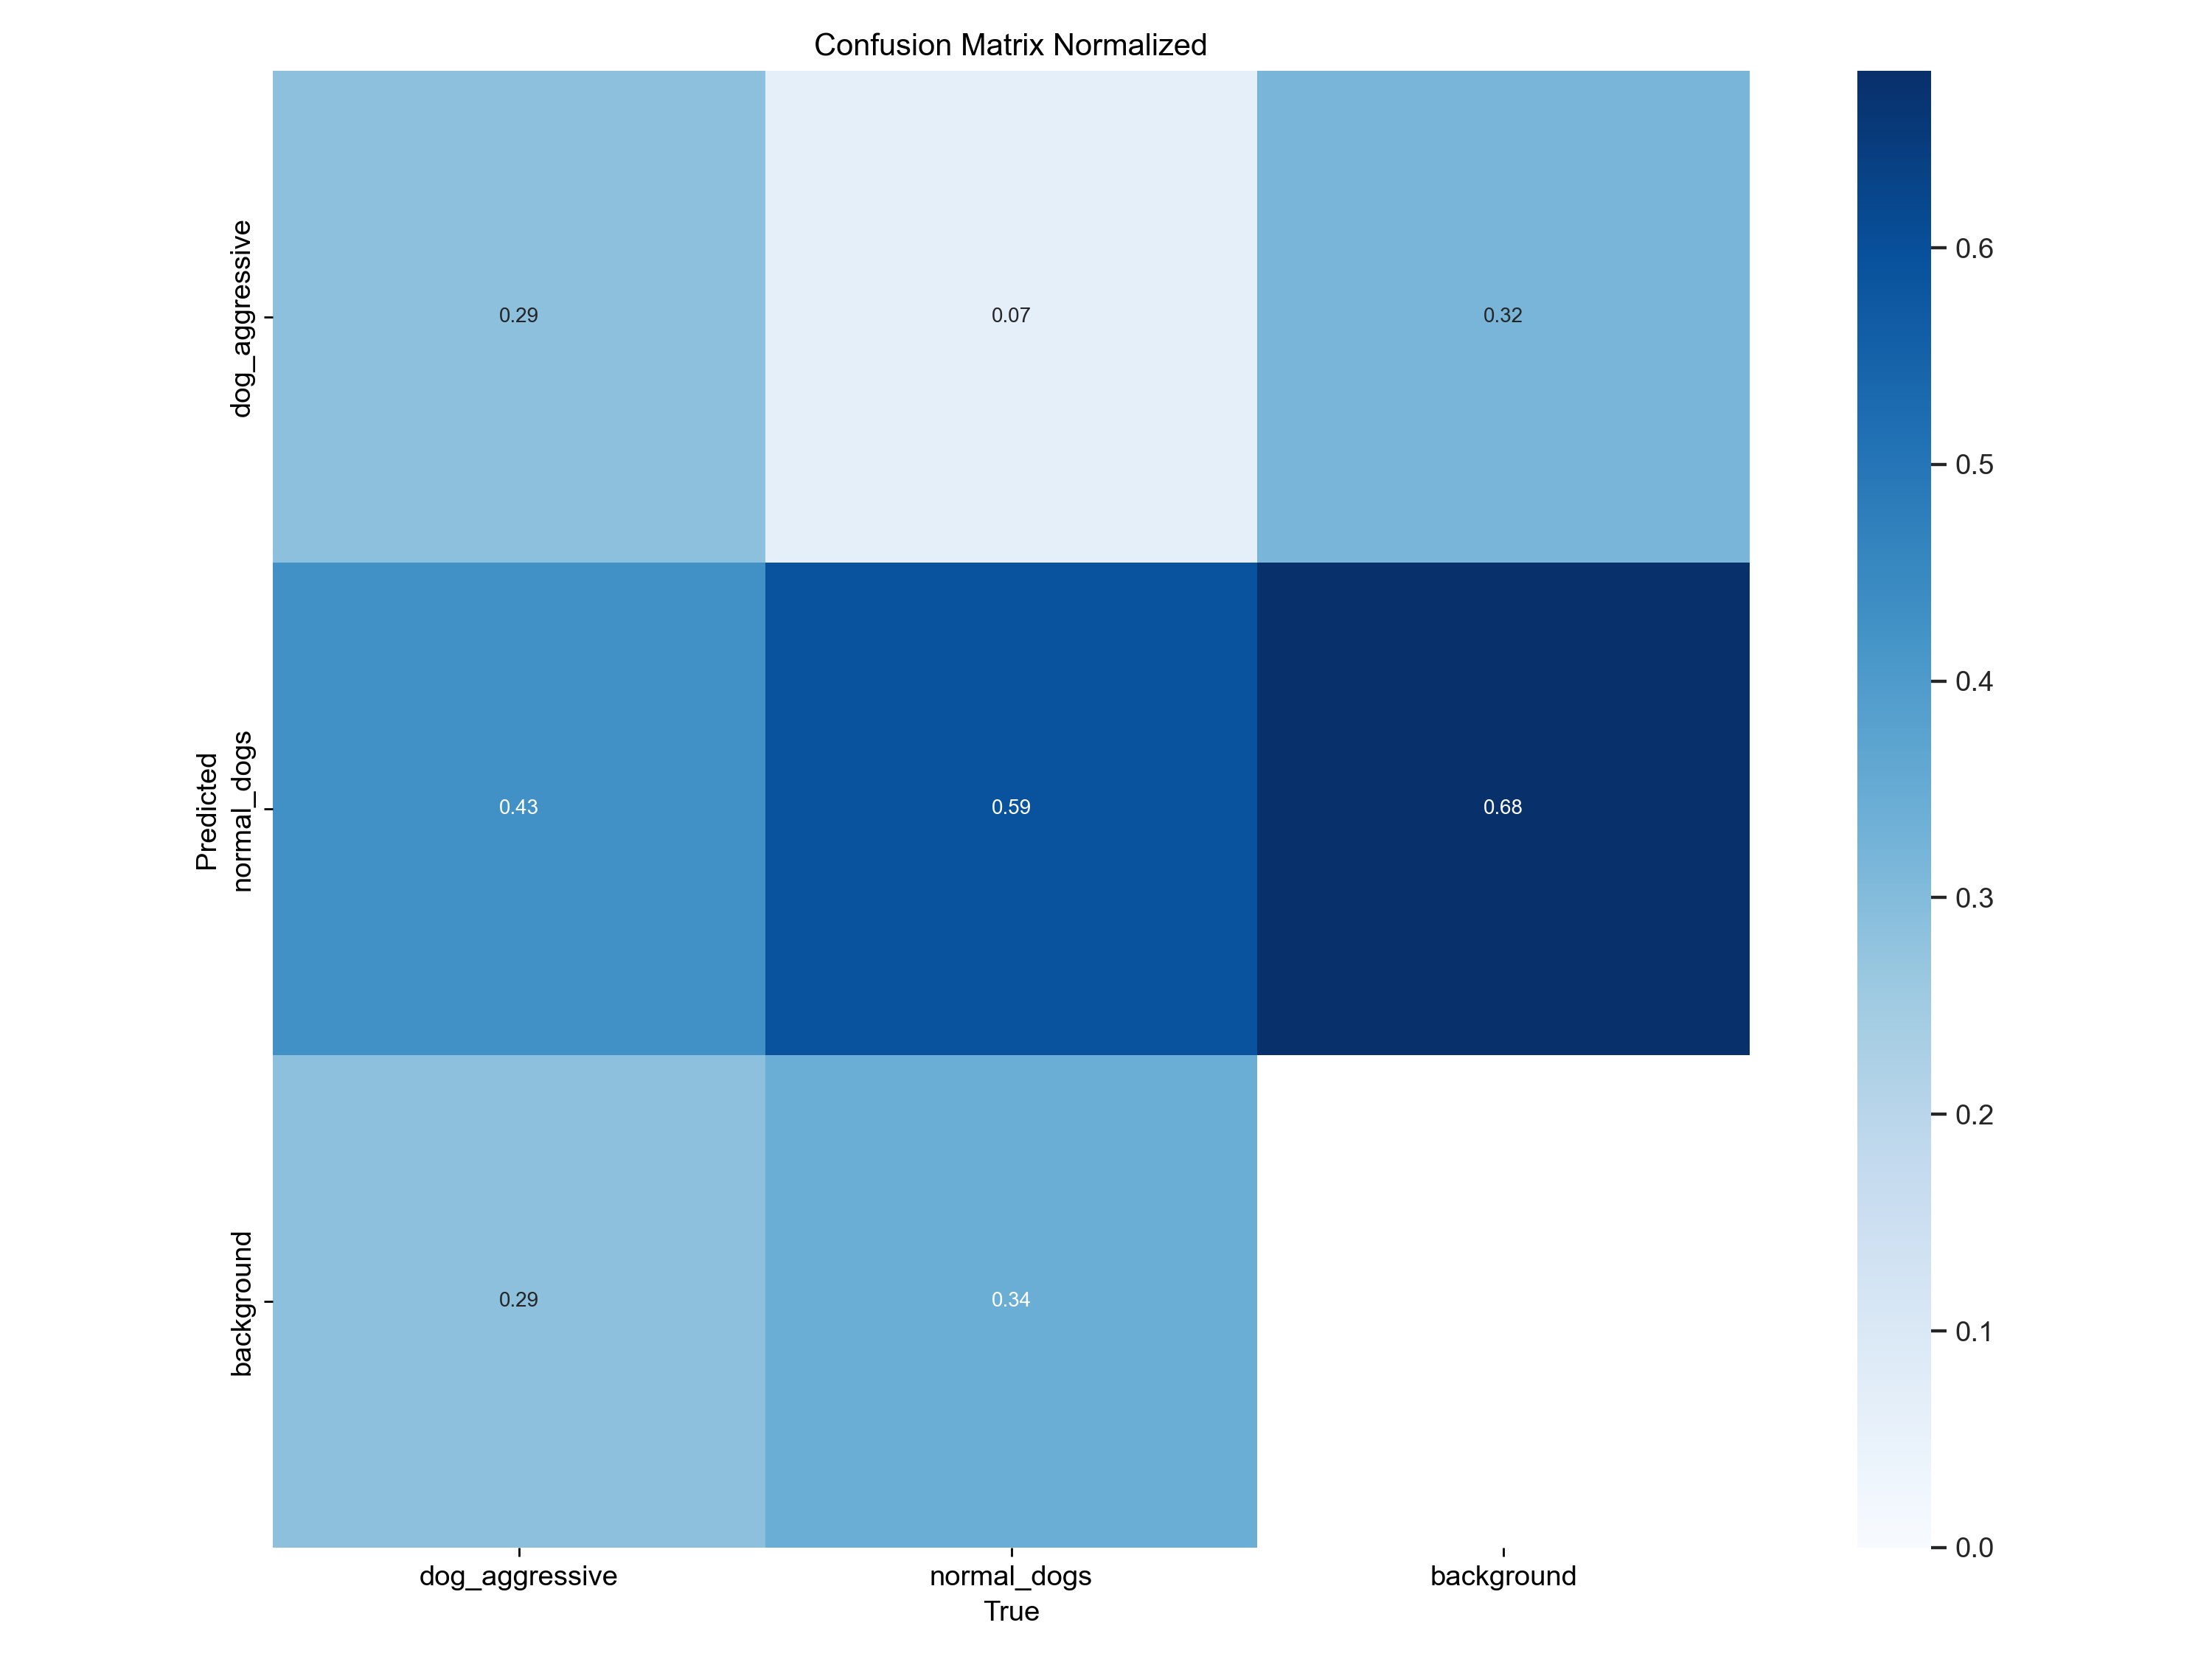 Confusion Matrix Normalized
Predicted
dog_aggressive
0.29
0.07
0.32
normal_dogs
0.43
0.59
0.68
background
0.29
0.34
dog_aggressive
normal_dogs
background
True
0.6
0.5
0.4
0.3
0.2
0.1
0.0